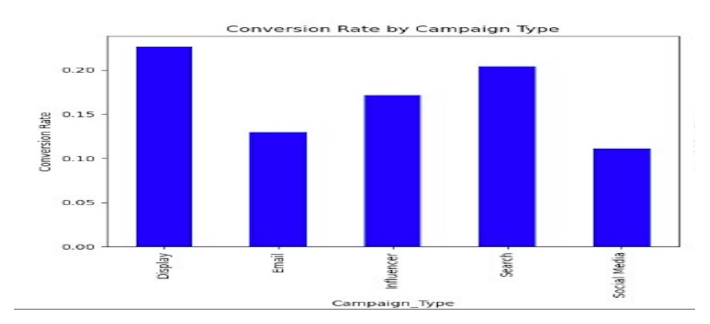 Conversion Rate by Campaign Type
Conversion Rate
0.20
0.15
0.10
0.05
0.00
Display
Email
Influencer
Search
Social Media
Campaign_Type